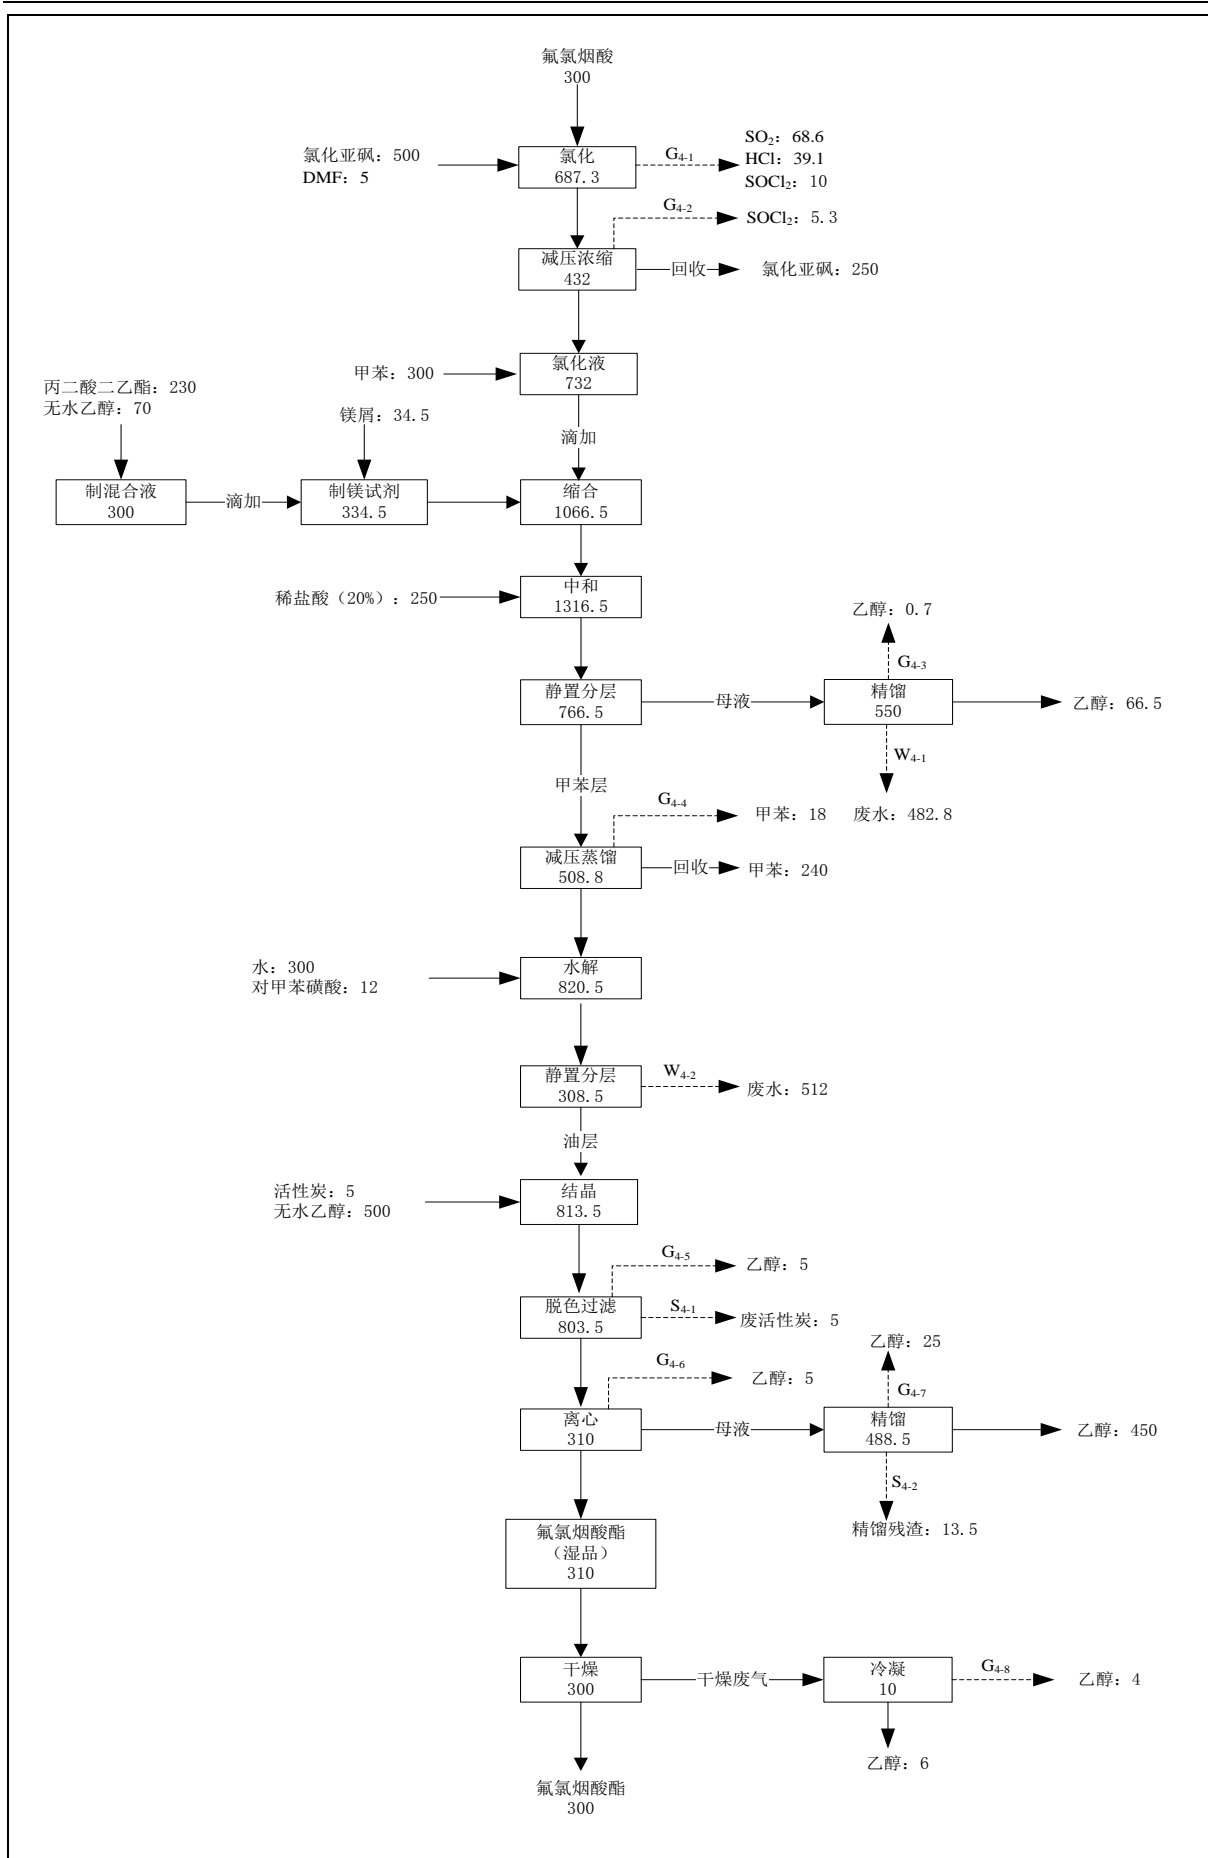 氟氯烟酸
300
氯化亚砜：500
DMF：5
氯化
687.3
G4-1
SO2：68.6
HCl：39.1
SOCl2：10
G4-2
SOCl2：5.3
减压浓缩
432
回收
氯化亚砜：250
甲苯：300
氯化液
732
丙二酸二乙酯：230
无水乙醇：70
镁屑：34.5
滴加
制混合液
300
滴加
制镁试剂
334.5
缩合
1066.5
稀盐酸（20%）：250
中和
1316.5
乙醇：0.7
G4-3
静置分层
766.5
母液
精馏
550
乙醇：66.5
W4-1
废水：482.8
甲苯层
G4-4
甲苯：18
减压蒸馏
508.8
回收
甲苯：240
水：300
对甲苯磺酸：12
水解
820.5
静置分层
308.5
W4-2
废水：512
油层
活性炭：5
无水乙醇：500
结晶
813.5
G4-5
乙醇：5
脱色过滤
803.5
S4-1
废活性炭：5
乙醇：25
G4-6
乙醇：5
G4-7
离心
310
母液
精馏
488.5
乙醇：450
S4-2
精馏残渣：13.5
氟氯烟酸酯
（湿品）
310
干燥
300
干燥废气
冷凝
10
G4-8
乙醇：4
乙醇：6
氟氯烟酸酯
300